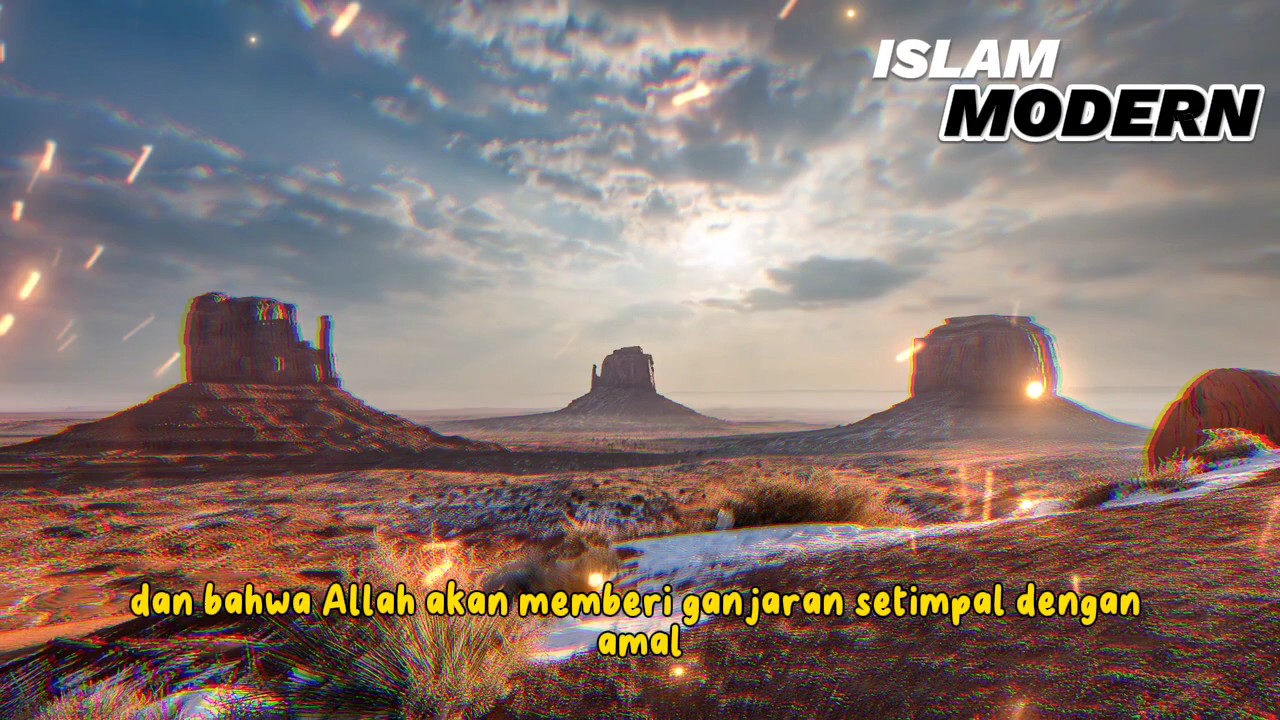 ISLAM
MODERN
dan bahwa Allah akan memberi ganjaran setimpal dengan
amal